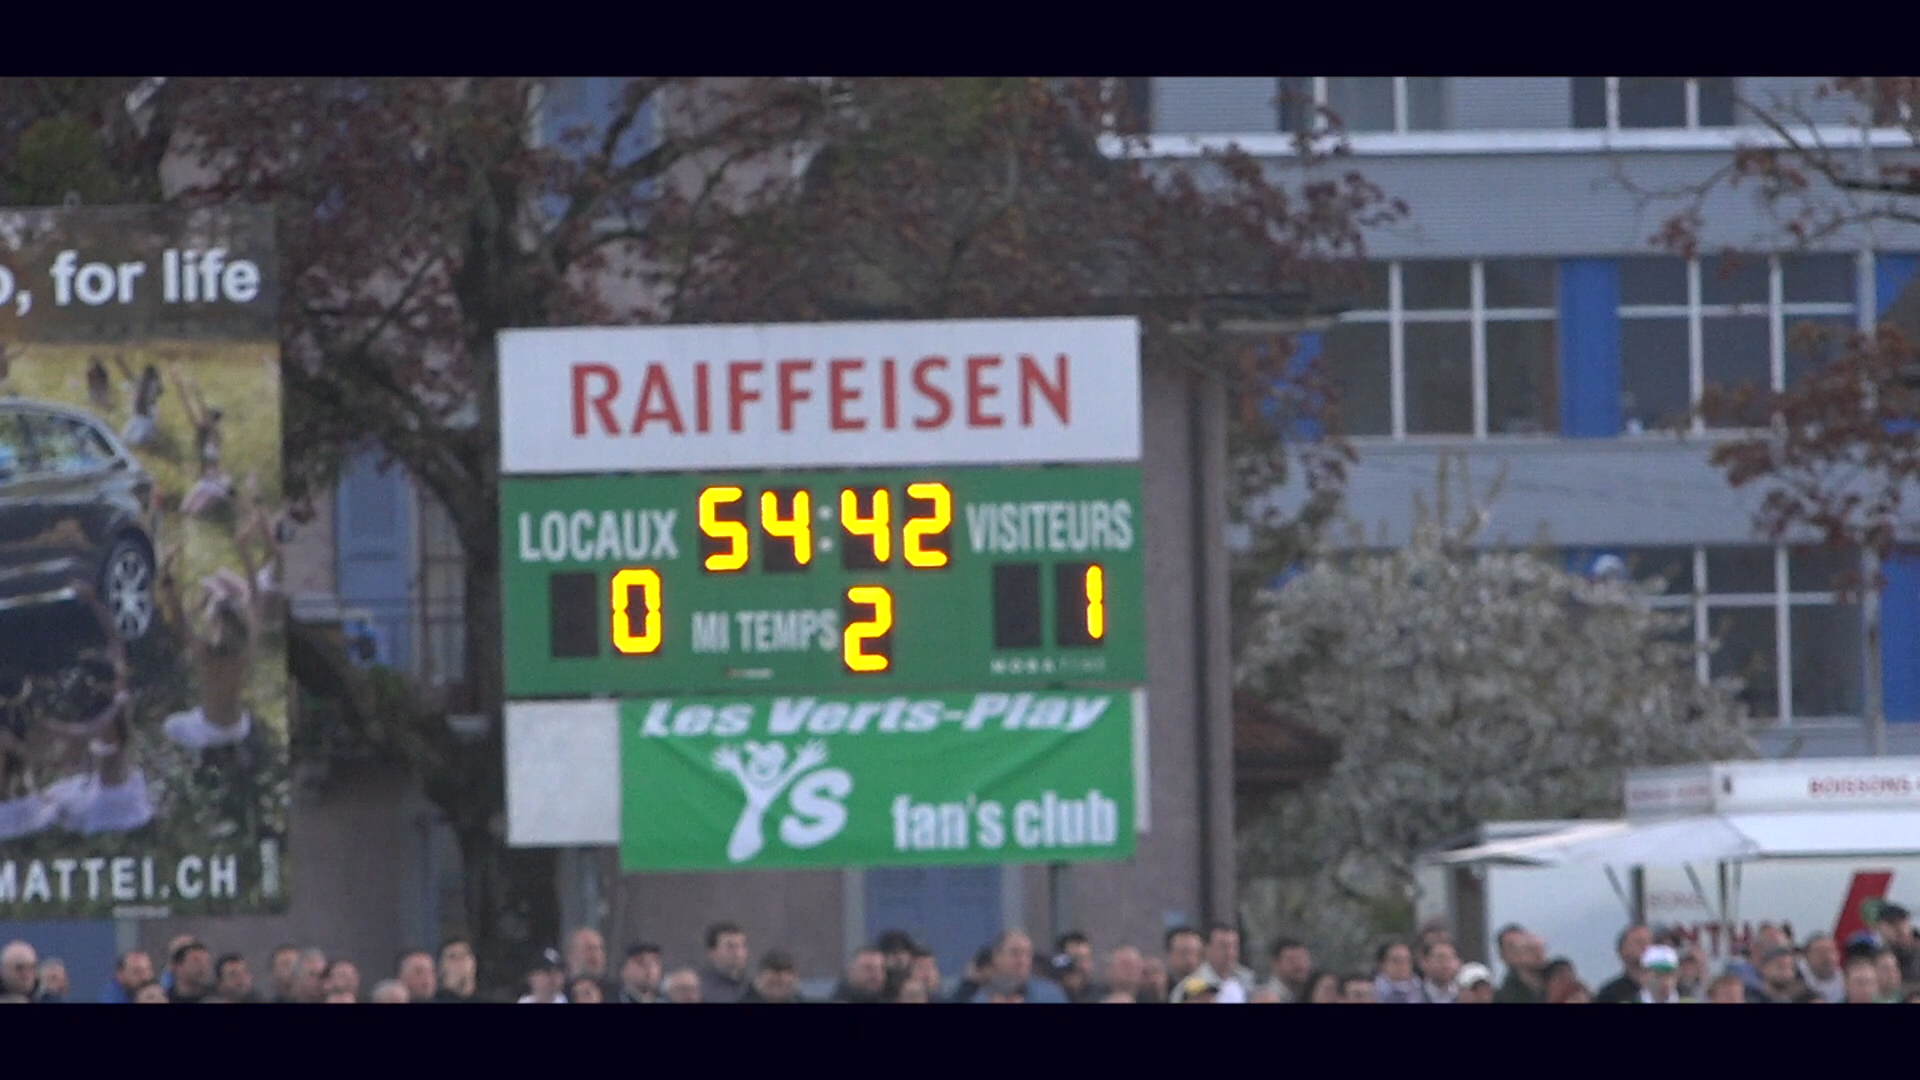 , for life
RAIFFEISEN
LOCAUX 54:42 VISITEURS
0 MI TEMPS 2 1
Les Verts-Play
YS fan's club
MATTEI.CH
BOISSONS